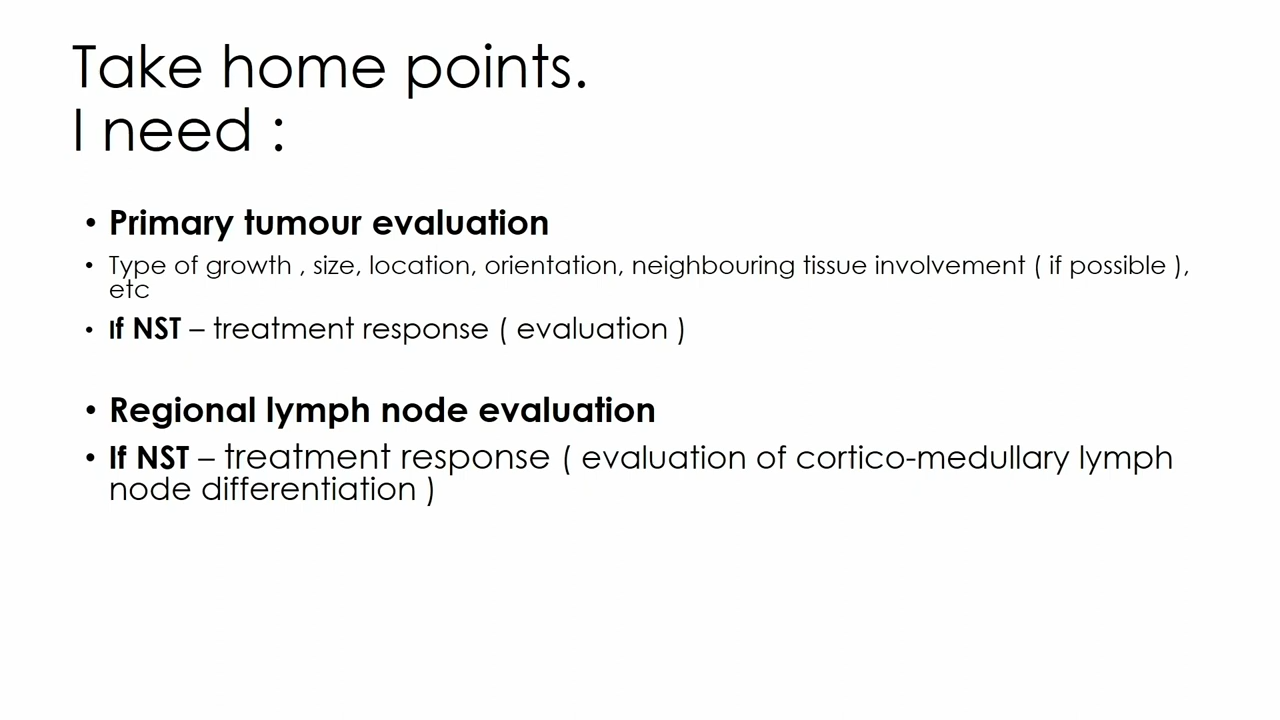 Take home points.
I need :
• Primary tumour evaluation
• Type of growth , size, location, orientation, neighbouring tissue involvement ( if possible ),
etc
• If NST – treatment response ( evaluation )
• Regional lymph node evaluation
• If NST – treatment response ( evaluation of cortico-medullary lymph
node differentiation )